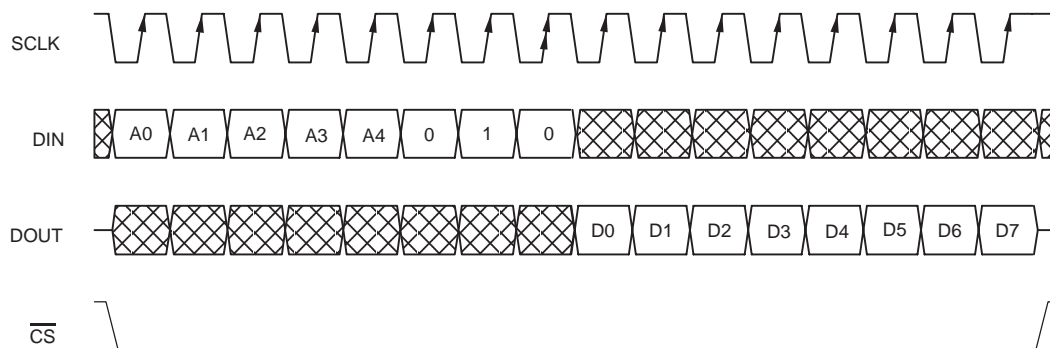 SCLK
DIN A0 A1 A2 A3 A4 0 1 0
DOUT D0 D1 D2 D3 D4 D5 D6 D7
CS